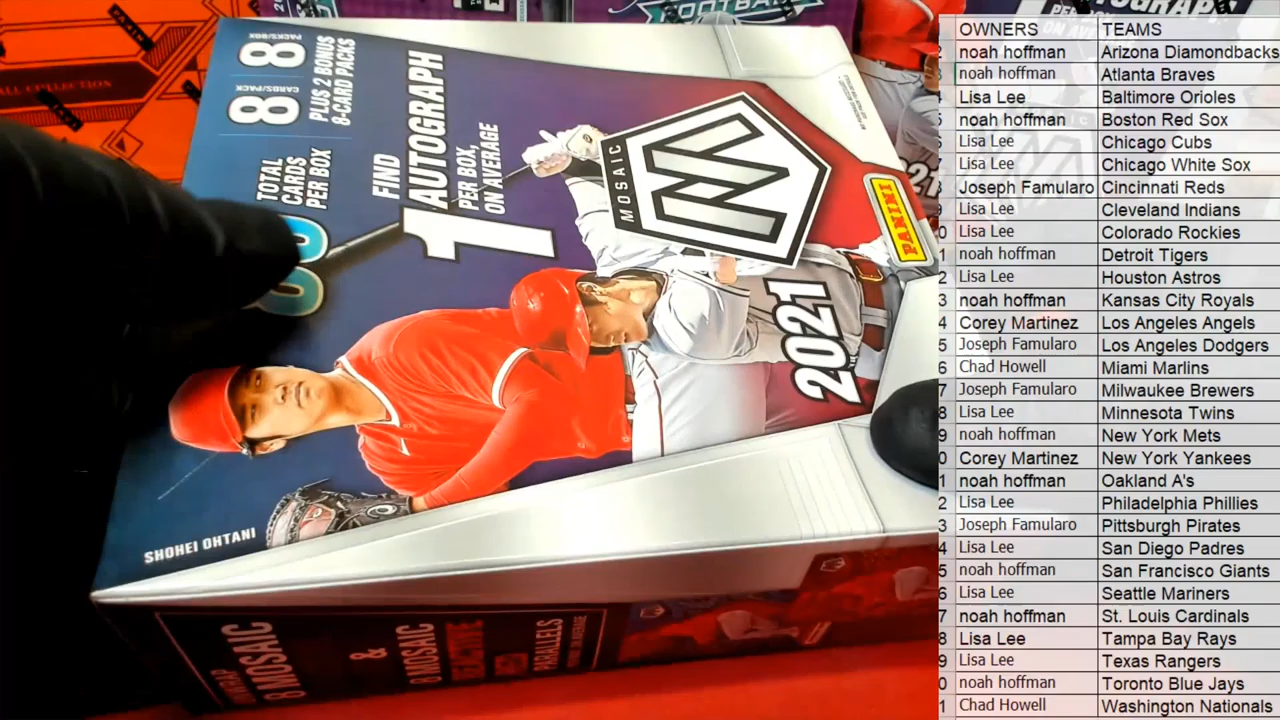 8 PACKS/BOX
8 CARDS/PACK
PLUS 2 BONUS
8-CARD PACKS
TOTAL
CARDS
PER BOX
FIND
1 AUTOGRAPH
PER BOX,
ON AVERAGE
MOSAIC
PANINI
2021
SHOHEI OHTANI
8 MOSAIC
&
8 MOSAIC
PARALLELS
FOOTBALL
ALL COLLECTION
OWNERS TEAMS
noah hoffman Arizona Diamondbacks
noah hoffman Atlanta Braves
Lisa Lee Baltimore Orioles
noah hoffman Boston Red Sox
Lisa Lee Chicago Cubs
Lisa Lee Chicago White Sox
Joseph Famularo Cincinnati Reds
Lisa Lee Cleveland Indians
Lisa Lee Colorado Rockies
noah hoffman Detroit Tigers
Lisa Lee Houston Astros
noah hoffman Kansas City Royals
Corey Martinez Los Angeles Angels
Joseph Famularo Los Angeles Dodgers
Chad Howell Miami Marlins
Joseph Famularo Milwaukee Brewers
Lisa Lee Minnesota Twins
noah hoffman New York Mets
Corey Martinez New York Yankees
noah hoffman Oakland A's
Lisa Lee Philadelphia Phillies
Joseph Famularo Pittsburgh Pirates
Lisa Lee San Diego Padres
noah hoffman San Francisco Giants
Lisa Lee Seattle Mariners
noah hoffman St. Louis Cardinals
Lisa Lee Tampa Bay Rays
Lisa Lee Texas Rangers
noah hoffman Toronto Blue Jays
Chad Howell Washington Nationals